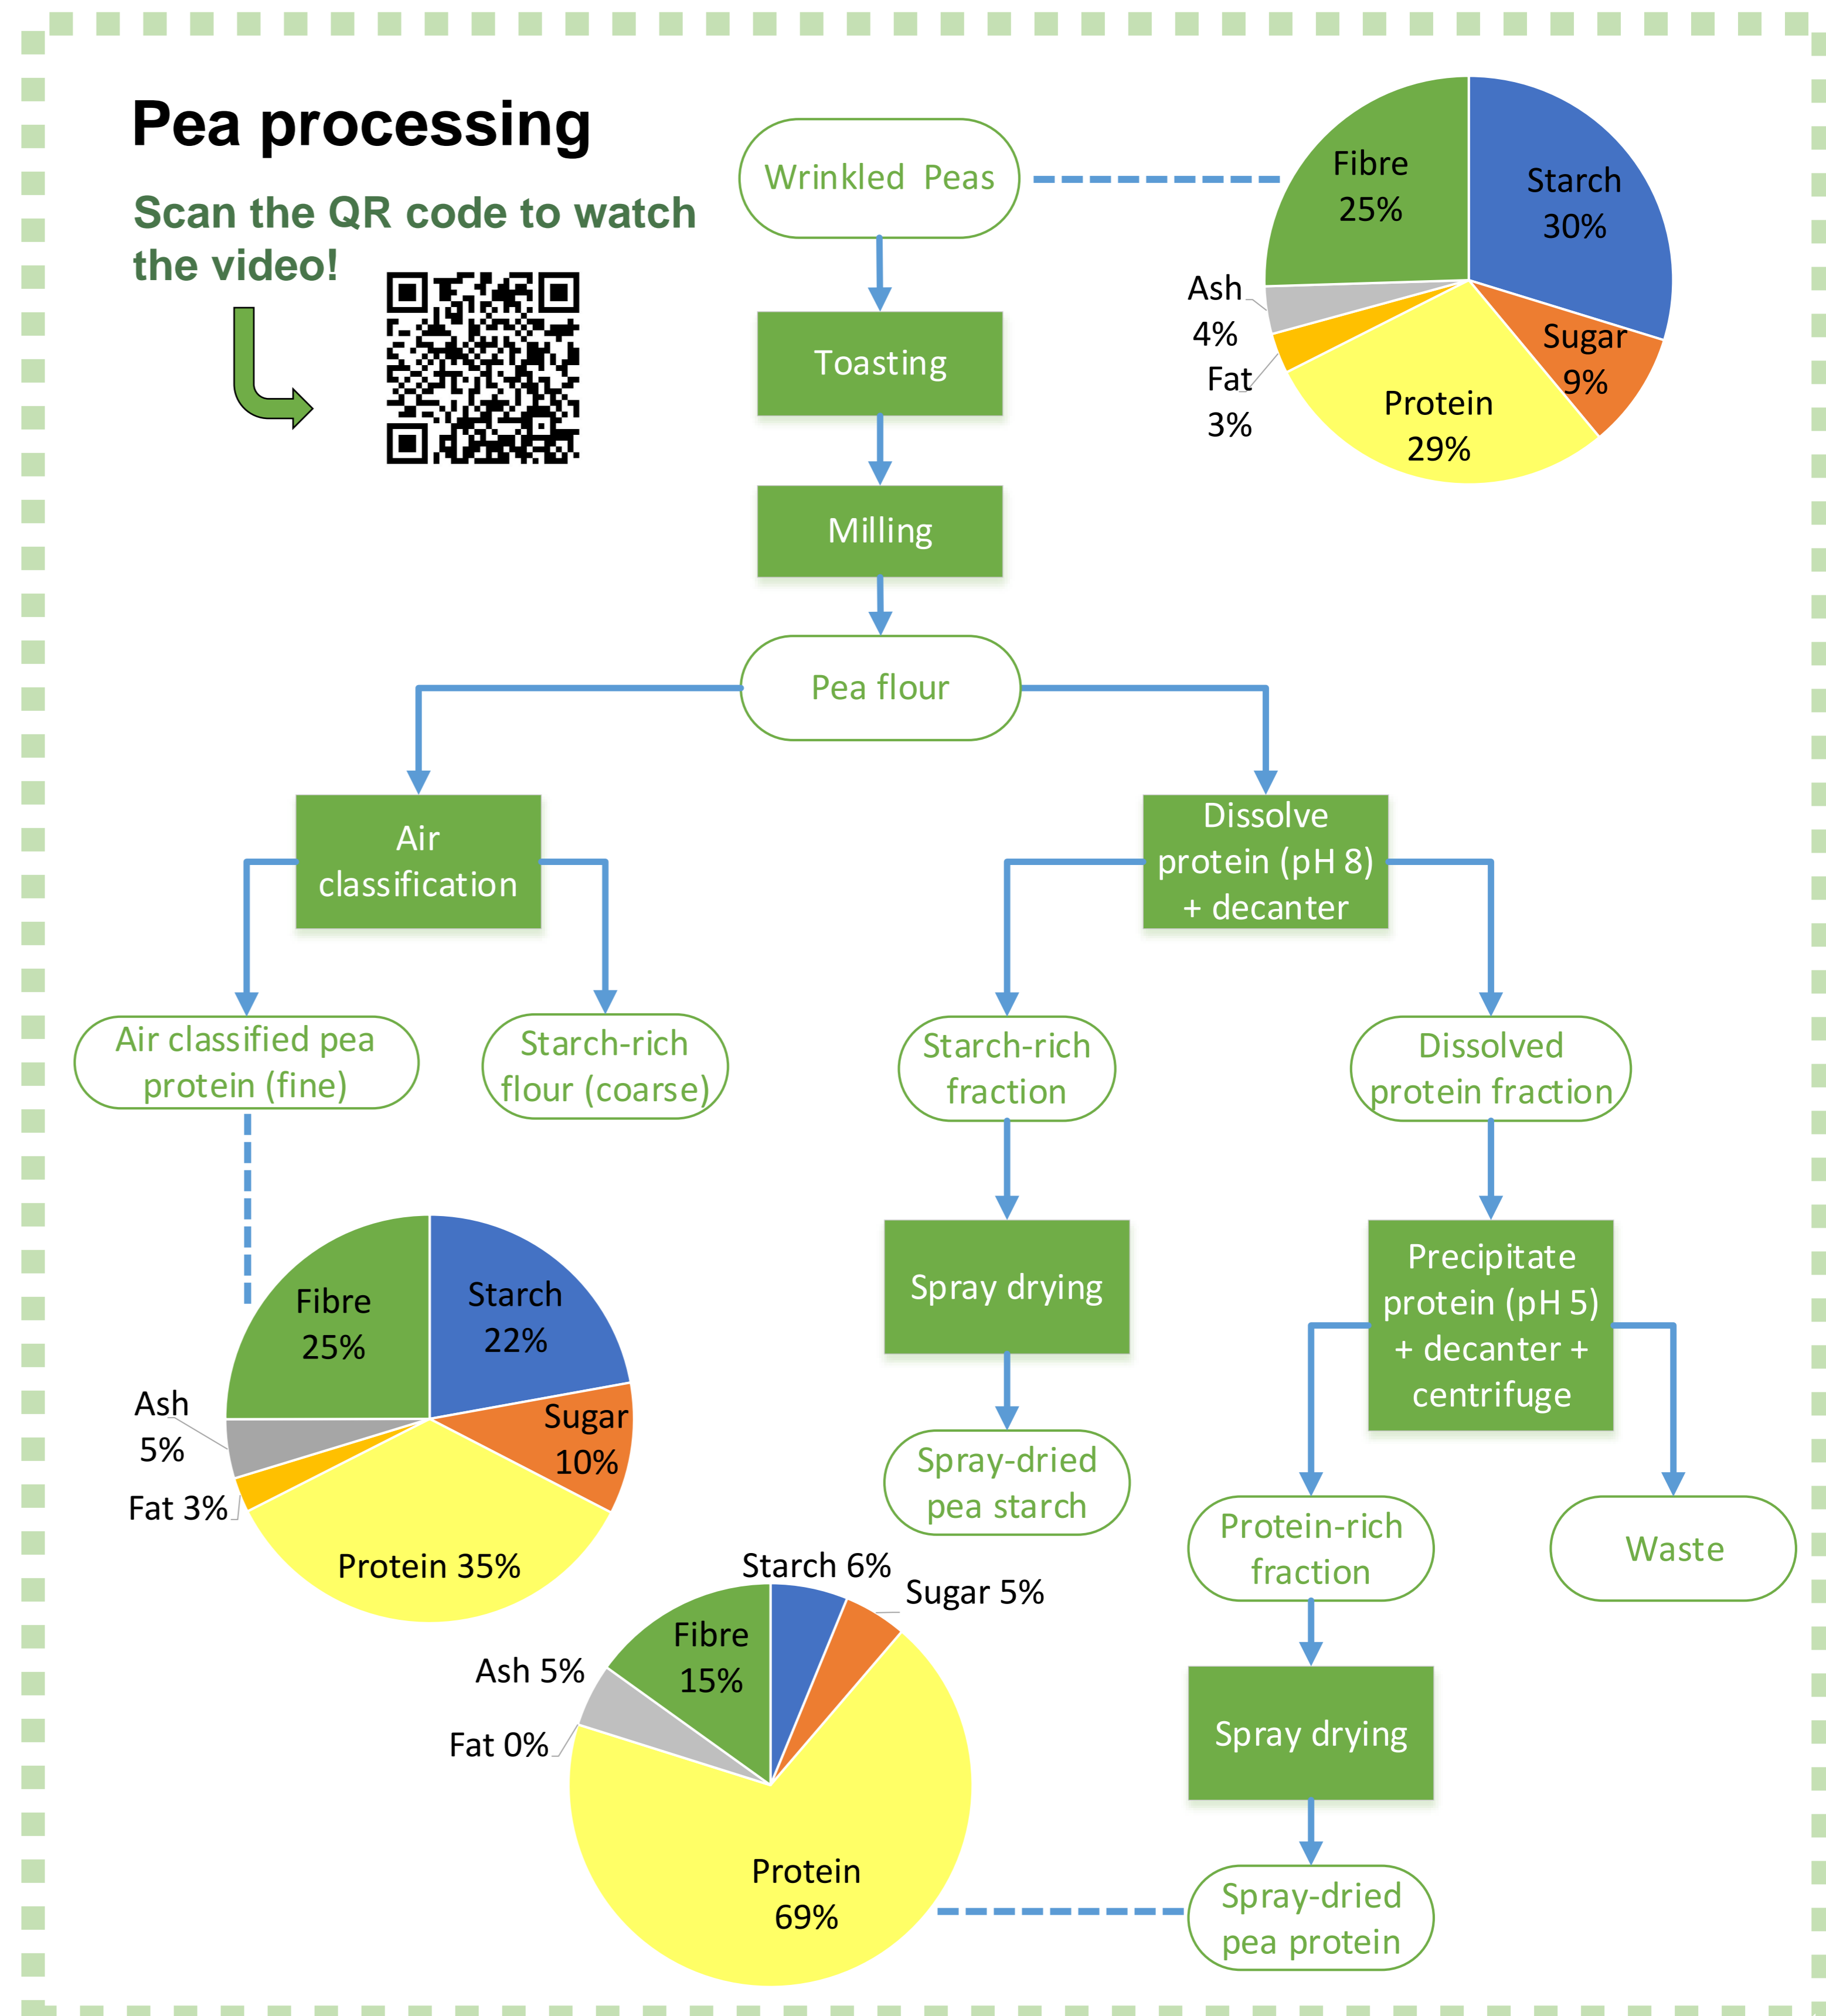 Pea processing
Scan the QR code to watch
the video!
Wrinkled Peas
Fibre
25%
Starch
30%
Ash
4%
Sugar
9%
Fat
3%
Protein
29%
Toasting
Milling
Pea flour
Air
classification
Dissolve
protein (pH 8)
+ decanter
Air classified pea
protein (fine)
Starch-rich
flour (coarse)
Starch-rich
fraction
Dissolved
protein fraction
Fibre
25%
Starch
22%
Ash
5%
Sugar
10%
Fat 3%
Protein 35%
Spray drying
Precipitate
protein (pH 5)
+ decanter +
centrifuge
Spray-dried
pea starch
Protein-rich
fraction
Waste
Starch 6%
Sugar 5%
Fibre
15%
Ash 5%
Fat 0%
Protein
69%
Spray drying
Spray-dried
pea protein